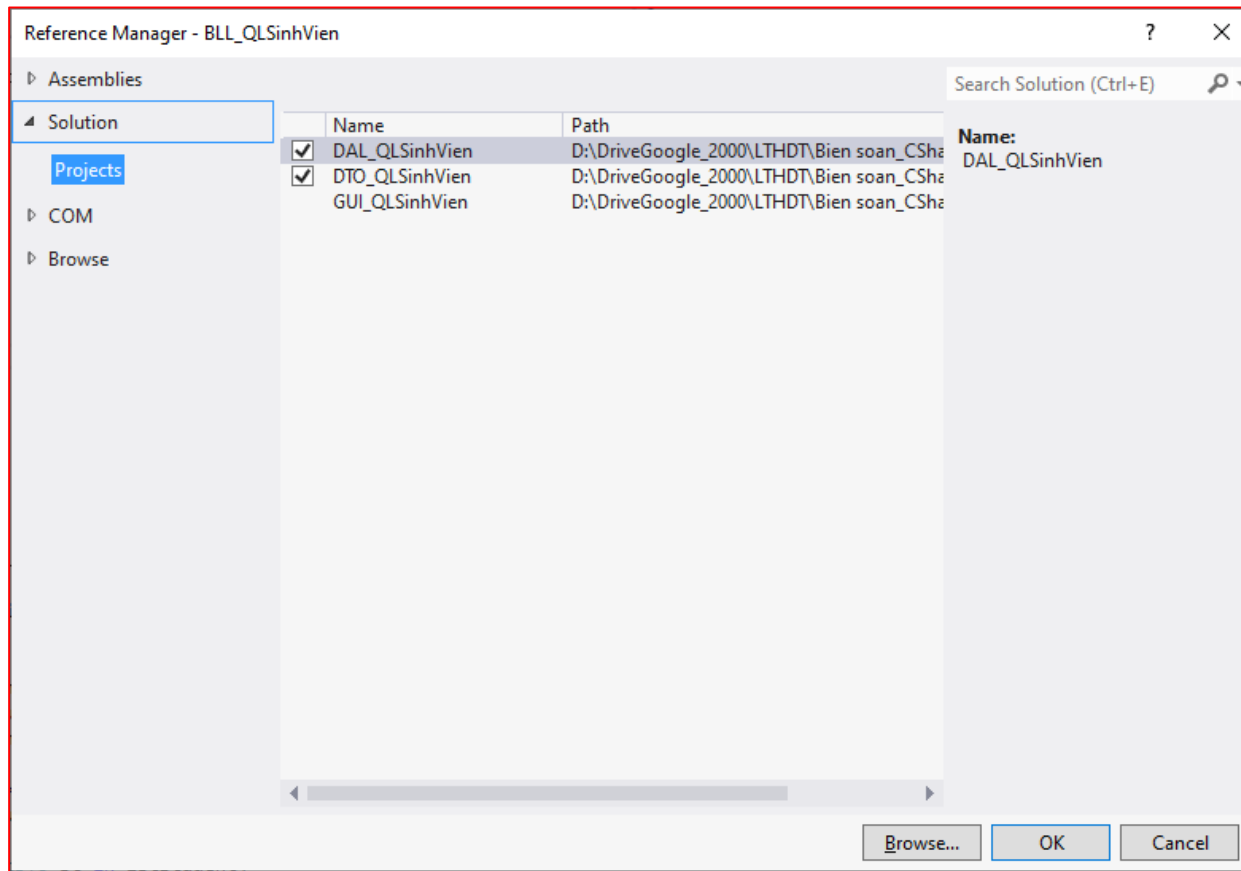 Reference Manager - BLL_QLSinhVien ?
Assemblies
Solution
Projects
COM
Browse
Name Path
DAL_QLSinhVien D:\DriveGoogle_2000\LTHDT\Bien soan_CSha
DTO_QLSinhVien D:\DriveGoogle_2000\LTHDT\Bien soan_CSha
GUI_QLSinhVien D:\DriveGoogle_2000\LTHDT\Bien soan_CSha
Search Solution (Ctrl+E)
Name:
DAL_QLSinhVien
Browse... OK Cancel